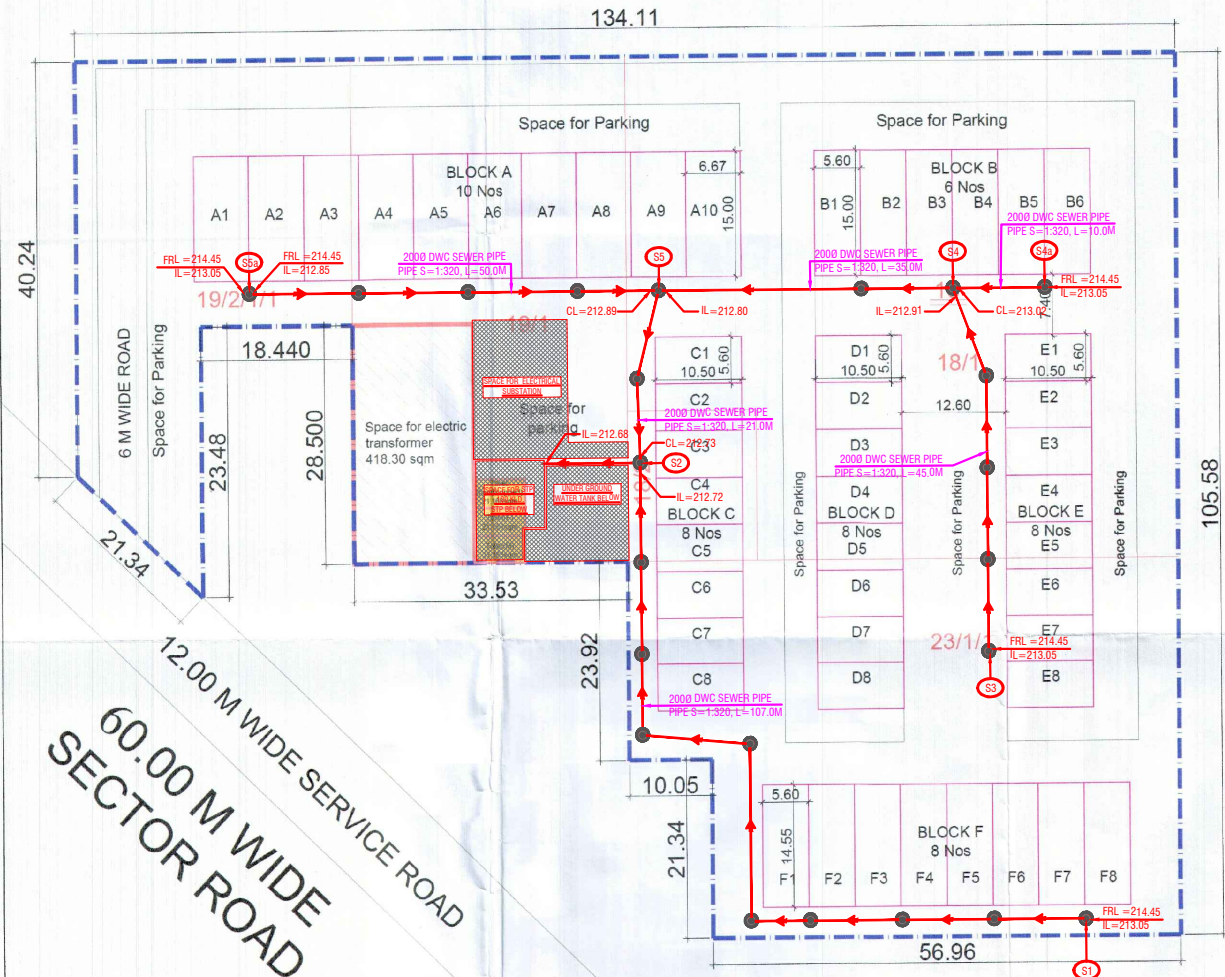 134.11
105.58
40.24
Space for Parking
Space for Parking
BLOCK A
10 Nos
6.67
15.00
A1
A2
A3
A4
A5
A6
A7
A8
A9
A10
5.60
15.00
BLOCK B
6 Nos
B1
B2
B3
B4
B5
B6
200Ø DWC SEWER PIPE
PIPE S=1:320, L=10.0M
FRL =214.45
IL=213.05
S5a
FRL =214.45
IL=212.85
200Ø DWC SEWER PIPE
PIPE S=1:320, L=50.0M
S5
200Ø DWC SEWER PIPE
PIPE S=1:320, L=35.0M
S4
S4a
FRL =214.45
IL=213.05
CL=212.89
IL=212.80
IL=212.91
CL=213.02
7.40
19/1
6 M WIDE ROAD
Space for Parking
18.440
23.48
28.500
21.34
Space for electric
transformer
418.30 sqm
SPACE FOR ELECTRICAL
SUBSTATION
Space for
parking
IL=212.68
UNDER GROUND
WATER TANK BELOW
STP BELOW
33.53
C1
10.50
5.60
C2
200Ø DWC SEWER PIPE
PIPE S=1:320, L=21.0M
CL=212.73
C3
S2
IL=212.72
C4
BLOCK C
8 Nos
C5
C6
C7
C8
200Ø DWC SEWER PIPE
PIPE S=1:320, L=107.0M
D1
10.50
5.60
D2
D3
200Ø DWC SEWER PIPE
PIPE S=1:320, L=45.0M
D4
BLOCK D
8 Nos
D5
D6
D7
D8
Space for Parking
18/1
12.60
Space for Parking
E1
10.50
5.60
E2
E3
E4
BLOCK E
8 Nos
E5
E6
E7
E8
Space for Parking
23/1/
FRL =214.45
IL=213.05
S3
23.92
10.05
21.34
5.60
14.55
BLOCK F
8 Nos
F1
F2
F3
F4
F5
F6
F7
F8
FRL =214.45
IL=213.05
S1
56.96
12.00 M WIDE SERVICE ROAD
60.00 M WIDE
SECTOR ROAD